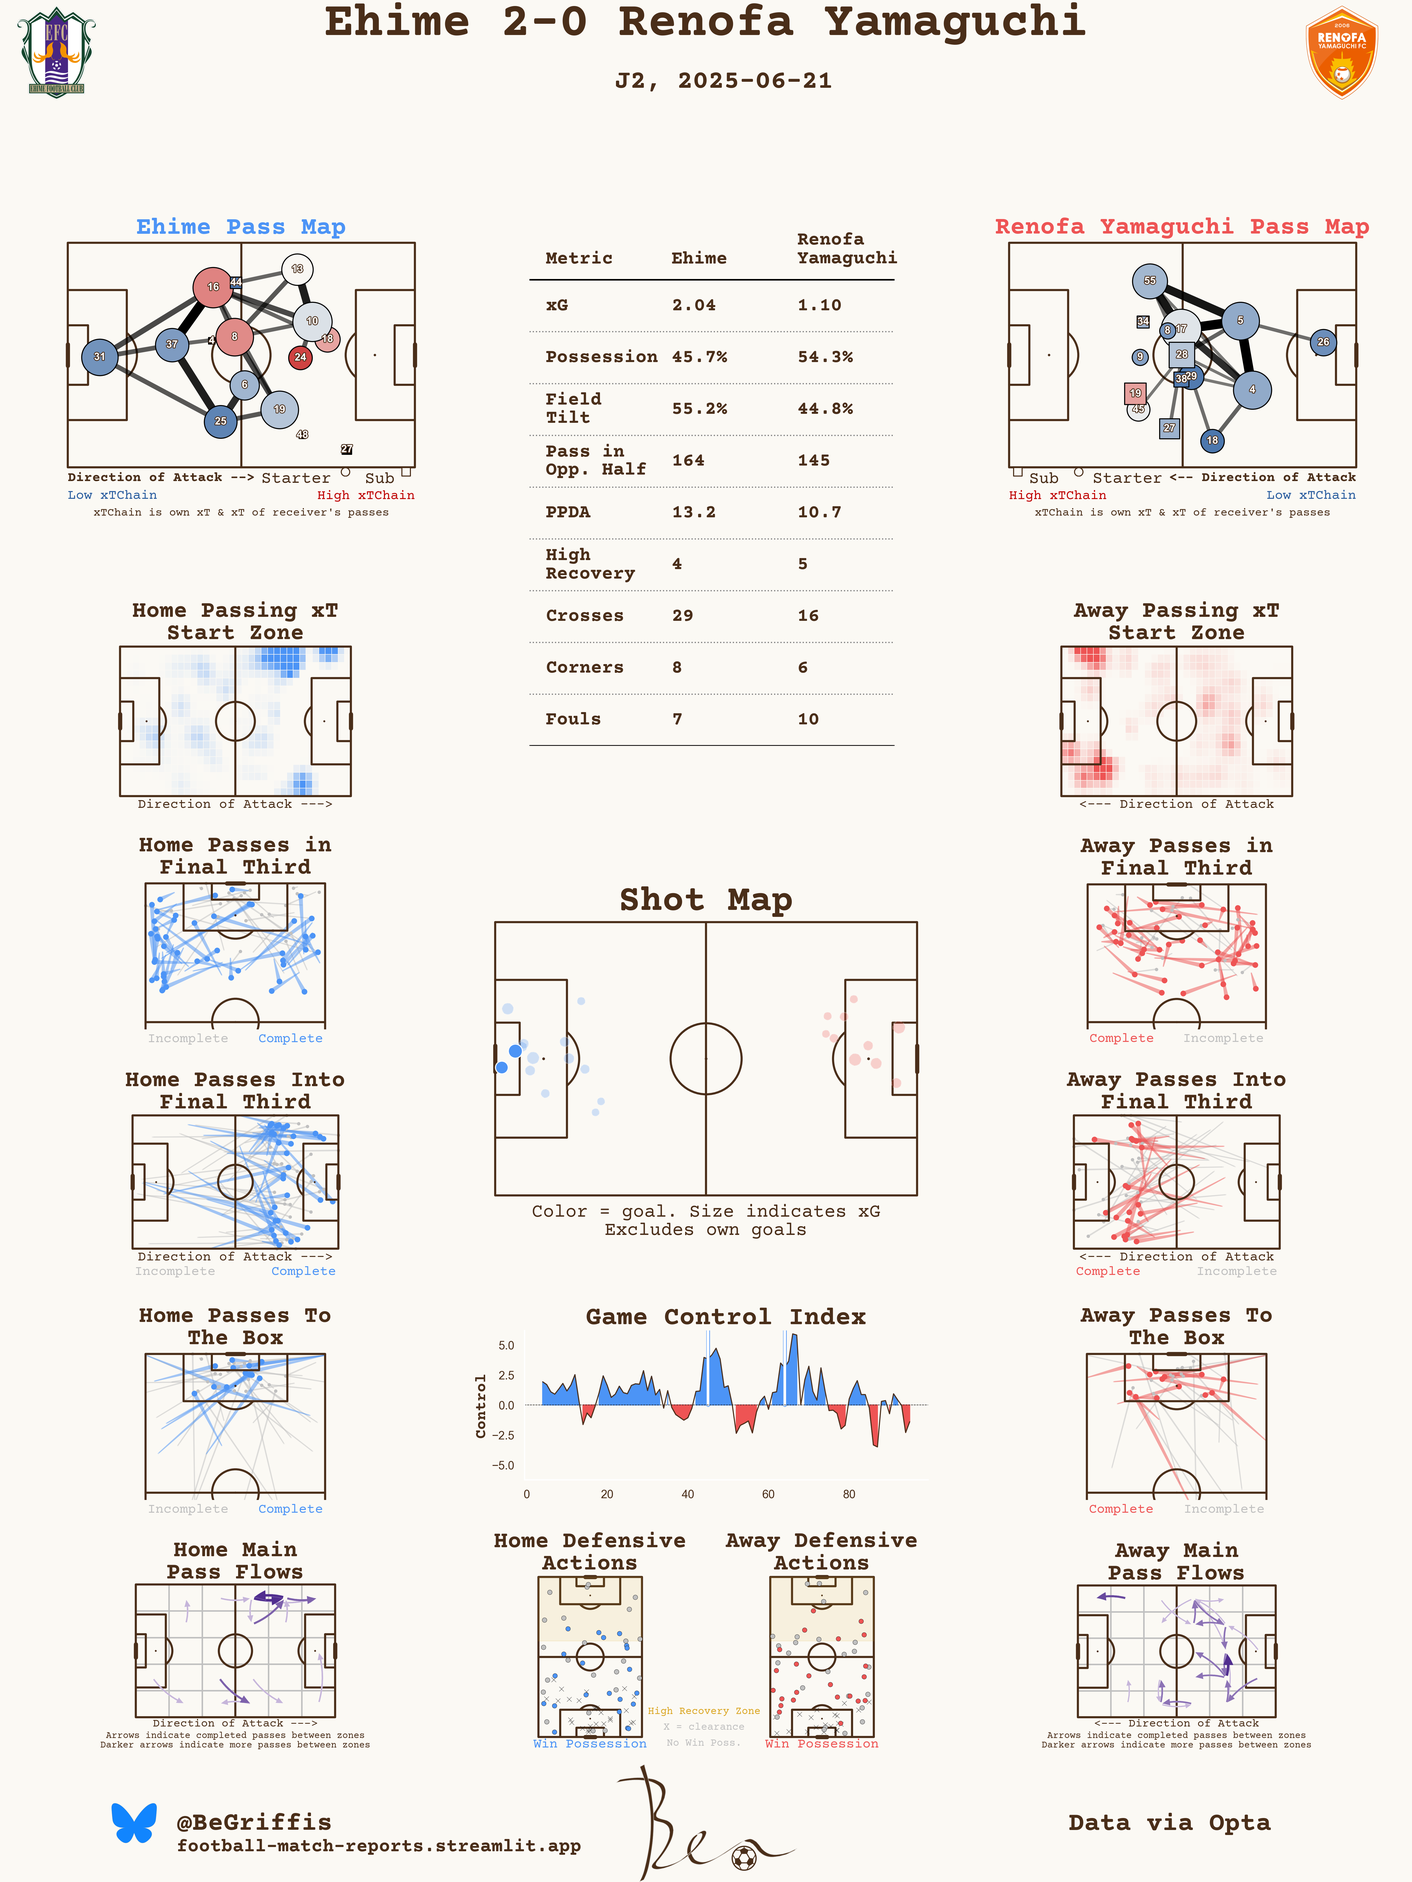 Ehime 2-0 Renofa Yamaguchi
J2, 2025-06-21
EFC
EHIME FOOTBALL CLUB
2006
RENOFA
YAMAGUCHI FC
Ehime Pass Map
16
44
13
10
18
8
4
24
37
31
6
19
25
48
27
Direction of Attack --> Starter Sub
Low xTChain High xTChain
xTChain is own xT & xT of receiver's passes
Metric Ehime Renofa
Yamaguchi
xG 2.04 1.10
Possession 45.7% 54.3%
Field
Tilt 55.2% 44.8%
Pass in
Opp. Half 164 145
PPDA 13.2 10.7
High
Recovery 4 5
Crosses 29 16
Corners 8 6
Fouls 7 10
Renofa Yamaguchi Pass Map
55
34
8
17
5
26
9
28
38
29
19
45
4
27
18
Sub Starter <-- Direction of Attack
High xTChain Low xTChain
xTChain is own xT & xT of receiver's passes
Home Passing xT
Start Zone
Direction of Attack --->
Away Passing xT
Start Zone
<--- Direction of Attack
Home Passes in
Final Third
Incomplete Complete
Away Passes in
Final Third
Complete Incomplete
Shot Map
Color = goal. Size indicates xG
Excludes own goals
Home Passes Into
Final Third
Direction of Attack --->
Incomplete Complete
Away Passes Into
Final Third
<--- Direction of Attack
Complete Incomplete
Home Passes To
The Box
Incomplete Complete
Game Control Index
Control
5.0
2.5
0.0
−2.5
−5.0
0 20 40 60 80
Away Passes To
The Box
Complete Incomplete
Home Main
Pass Flows
Direction of Attack --->
Arrows indicate completed passes between zones
Darker arrows indicate more passes between zones
Home Defensive
Actions
Win Possession
High Recovery Zone
X = clearance
No Win Poss.
Away Defensive
Actions
Win Possession
Away Main
Pass Flows
<--- Direction of Attack
Arrows indicate completed passes between zones
Darker arrows indicate more passes between zones
@BeGriffis
football-match-reports.streamlit.app
Ben
Data via Opta